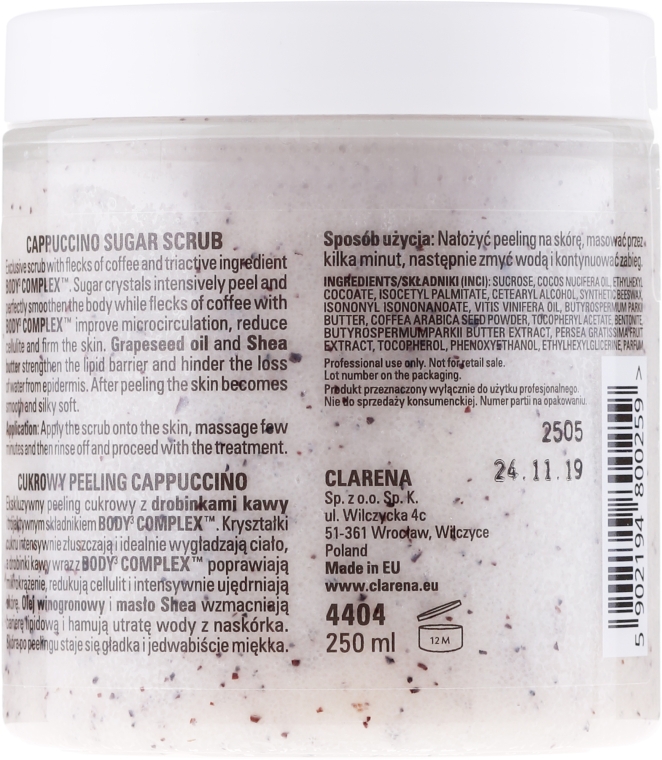 CAPPUCCINO SUGAR SCRUB
Exclusive scrub with flecks of coffee and triactive ingredient
BODY³ COMPLEX™. Sugar crystals intensively peel and
perfectly smoothen the body while flecks of coffee with
BODY³ COMPLEX™ improve microcirculation, reduce
cellulite and firm the skin. Grapeseed oil and Shea
butter strengthen the lipid barrier and hinder the loss
of water from epidermis. After peeling the skin becomes
smooth and silky soft.
Application: Apply the scrub onto the skin, massage few
minutes and then rinse off and proceed with the treatment.
CUKROWY PEELING CAPPUCCINO
Ekskluzywny peeling cukrowy z drobinkami kawy
i triaktywnym składnikiem BODY³ COMPLEX™. Kryształki
cukru intensywnie złuszczają i idealnie wygładzają ciało,
a drobinki kawy wraz z BODY³ COMPLEX™ poprawiają
mikrokrążenie, redukują cellulit i intensywnie ujędrniają
skórę. Olej winogronowy i masło Shea wzmacniają
barierę lipidową i hamują utratę wody z naskórka.
Skóra po peelingu staje się gładka i jedwabiście miękka.
Sposób użycia: Nałożyć peeling na skórę, masować przez
kilka minut, następnie zmyć wodą i kontynuować zabieg.
INGREDIENTS/SKŁADNIKI (INCI): SUCROSE, COCOS NUCIFERA OIL, ETHYLHEXYL
COCOATE, ISOCETYL PALMITATE, CETEARYL ALCOHOL, SYNTHETIC BEESWAX,
ISONONYL ISONONANOATE, VITIS VINIFERA OIL, BUTYROSPERMUM PARKII
BUTTER, COFFEA ARABICA SEED POWDER, TOCOPHERYL ACETATE, BENTONITE,
BUTYROSPERMUM PARKII BUTTER EXTRACT, PERSEA GRATISSIMA FRUIT
EXTRACT, TOCOPHEROL, PHENOXYETHANOL, ETHYLHEXYLGLICERINE, PARFUM
Professional use only. Not for retail sale.
Lot number on the packaging.
Produkt przeznaczony wyłącznie do użytku profesjonalnego.
Nie do sprzedaży konsumenckiej. Numer partii na opakowaniu.
2505
24.11.19
CLARENA
Sp. z o.o. Sp. K.
ul. Wilczycka 4c
51-361 Wrocław, Wilczyce
Poland
Made in EU
www.clarena.eu
4404
250 ml
12 M
5 902194 800259 >